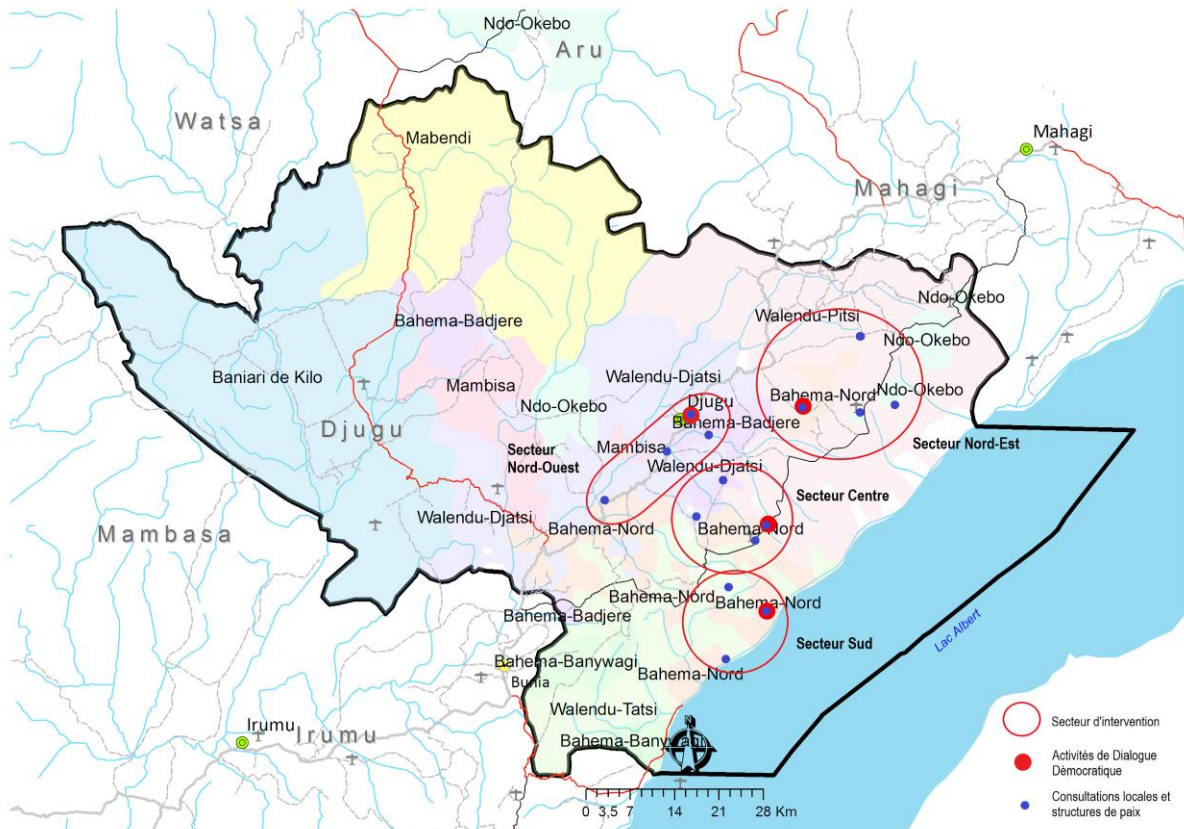 Ndo-Okebo
Aru
Watsa
Mabendi
Mahagi
Mahagi
Ndo-Okebo
Bahema-Badjere
Walendu-Pitsi
Ndo-Okebo
Baniari de Kilo
Mambisa
Walendu-Djatsi
Bahema-Nord
Ndo-Okebo
Ndo-Okebo
Djugu
Bahema-Badjere
Djugu
Secteur
Nord-Ouest
Mambisa
Secteur Nord-Est
Walendu-Djatsi
Secteur Centre
Walendu-Djatsi
Bahema-Nord
Bahema-Nord
Mambasa
Bahema-Nord
Bahema-Nord
Bahema-Badjere
Secteur Sud
Lac Albert
Bahema-Banywagi
Bunia
Bahema-Nord
Walendu-Tatsi
Irumu
Irumu
Bahema-Banywagi
N
0 3,5 7 14 21 28 Km
Secteur d'intervention
Activités de Dialogue
Démocratique
Consultations locales et
structures de paix